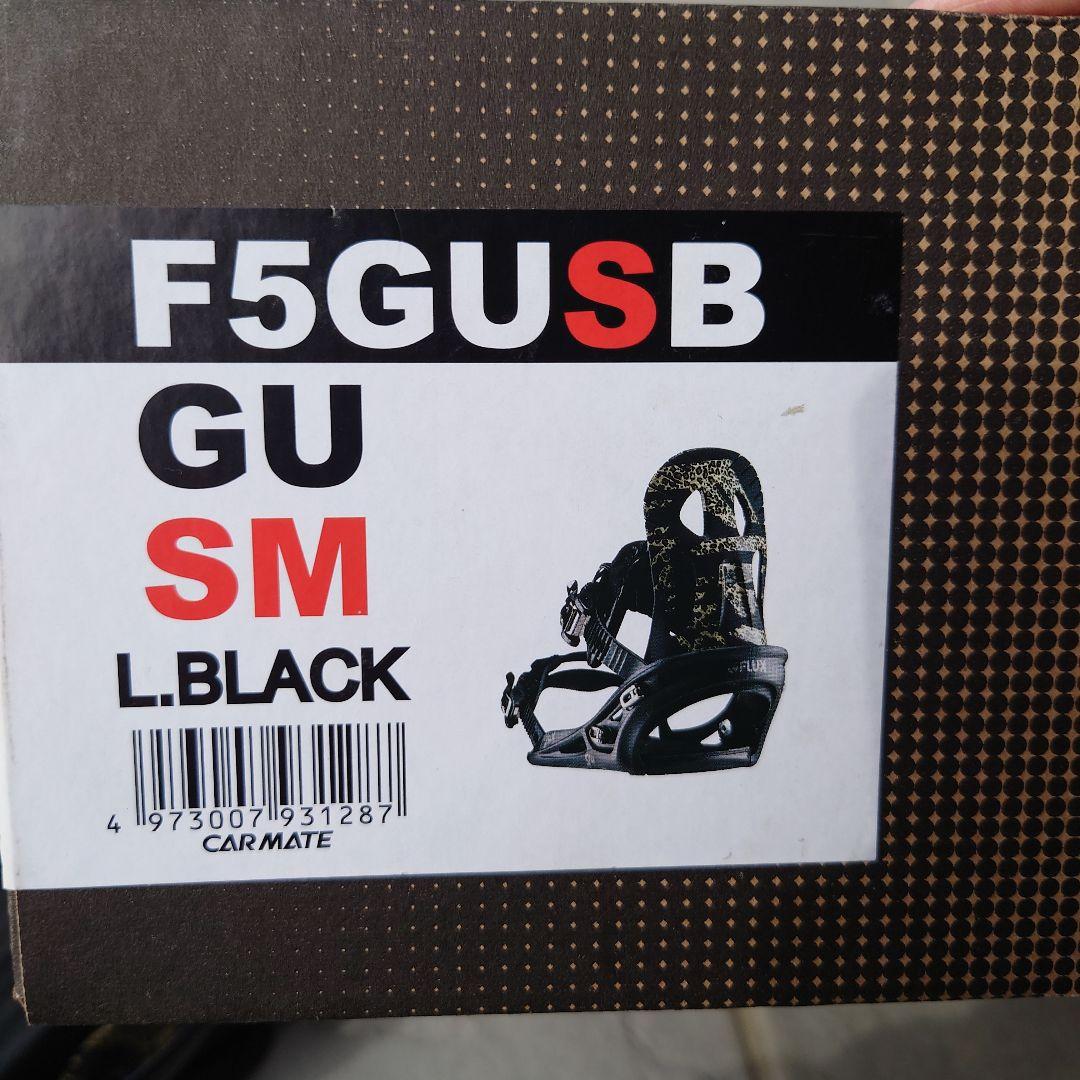 F5GUSB
GU
SM
L.BLACK
FLUX
4 973007 931287
CARMATE